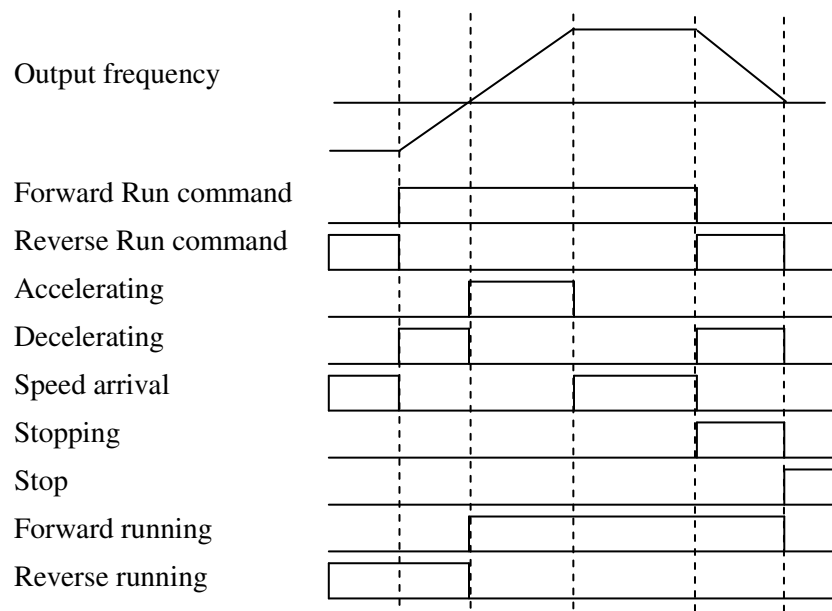 Output frequency
Forward Run command
Reverse Run command
Accelerating
Decelerating
Speed arrival
Stopping
Stop
Forward running
Reverse running